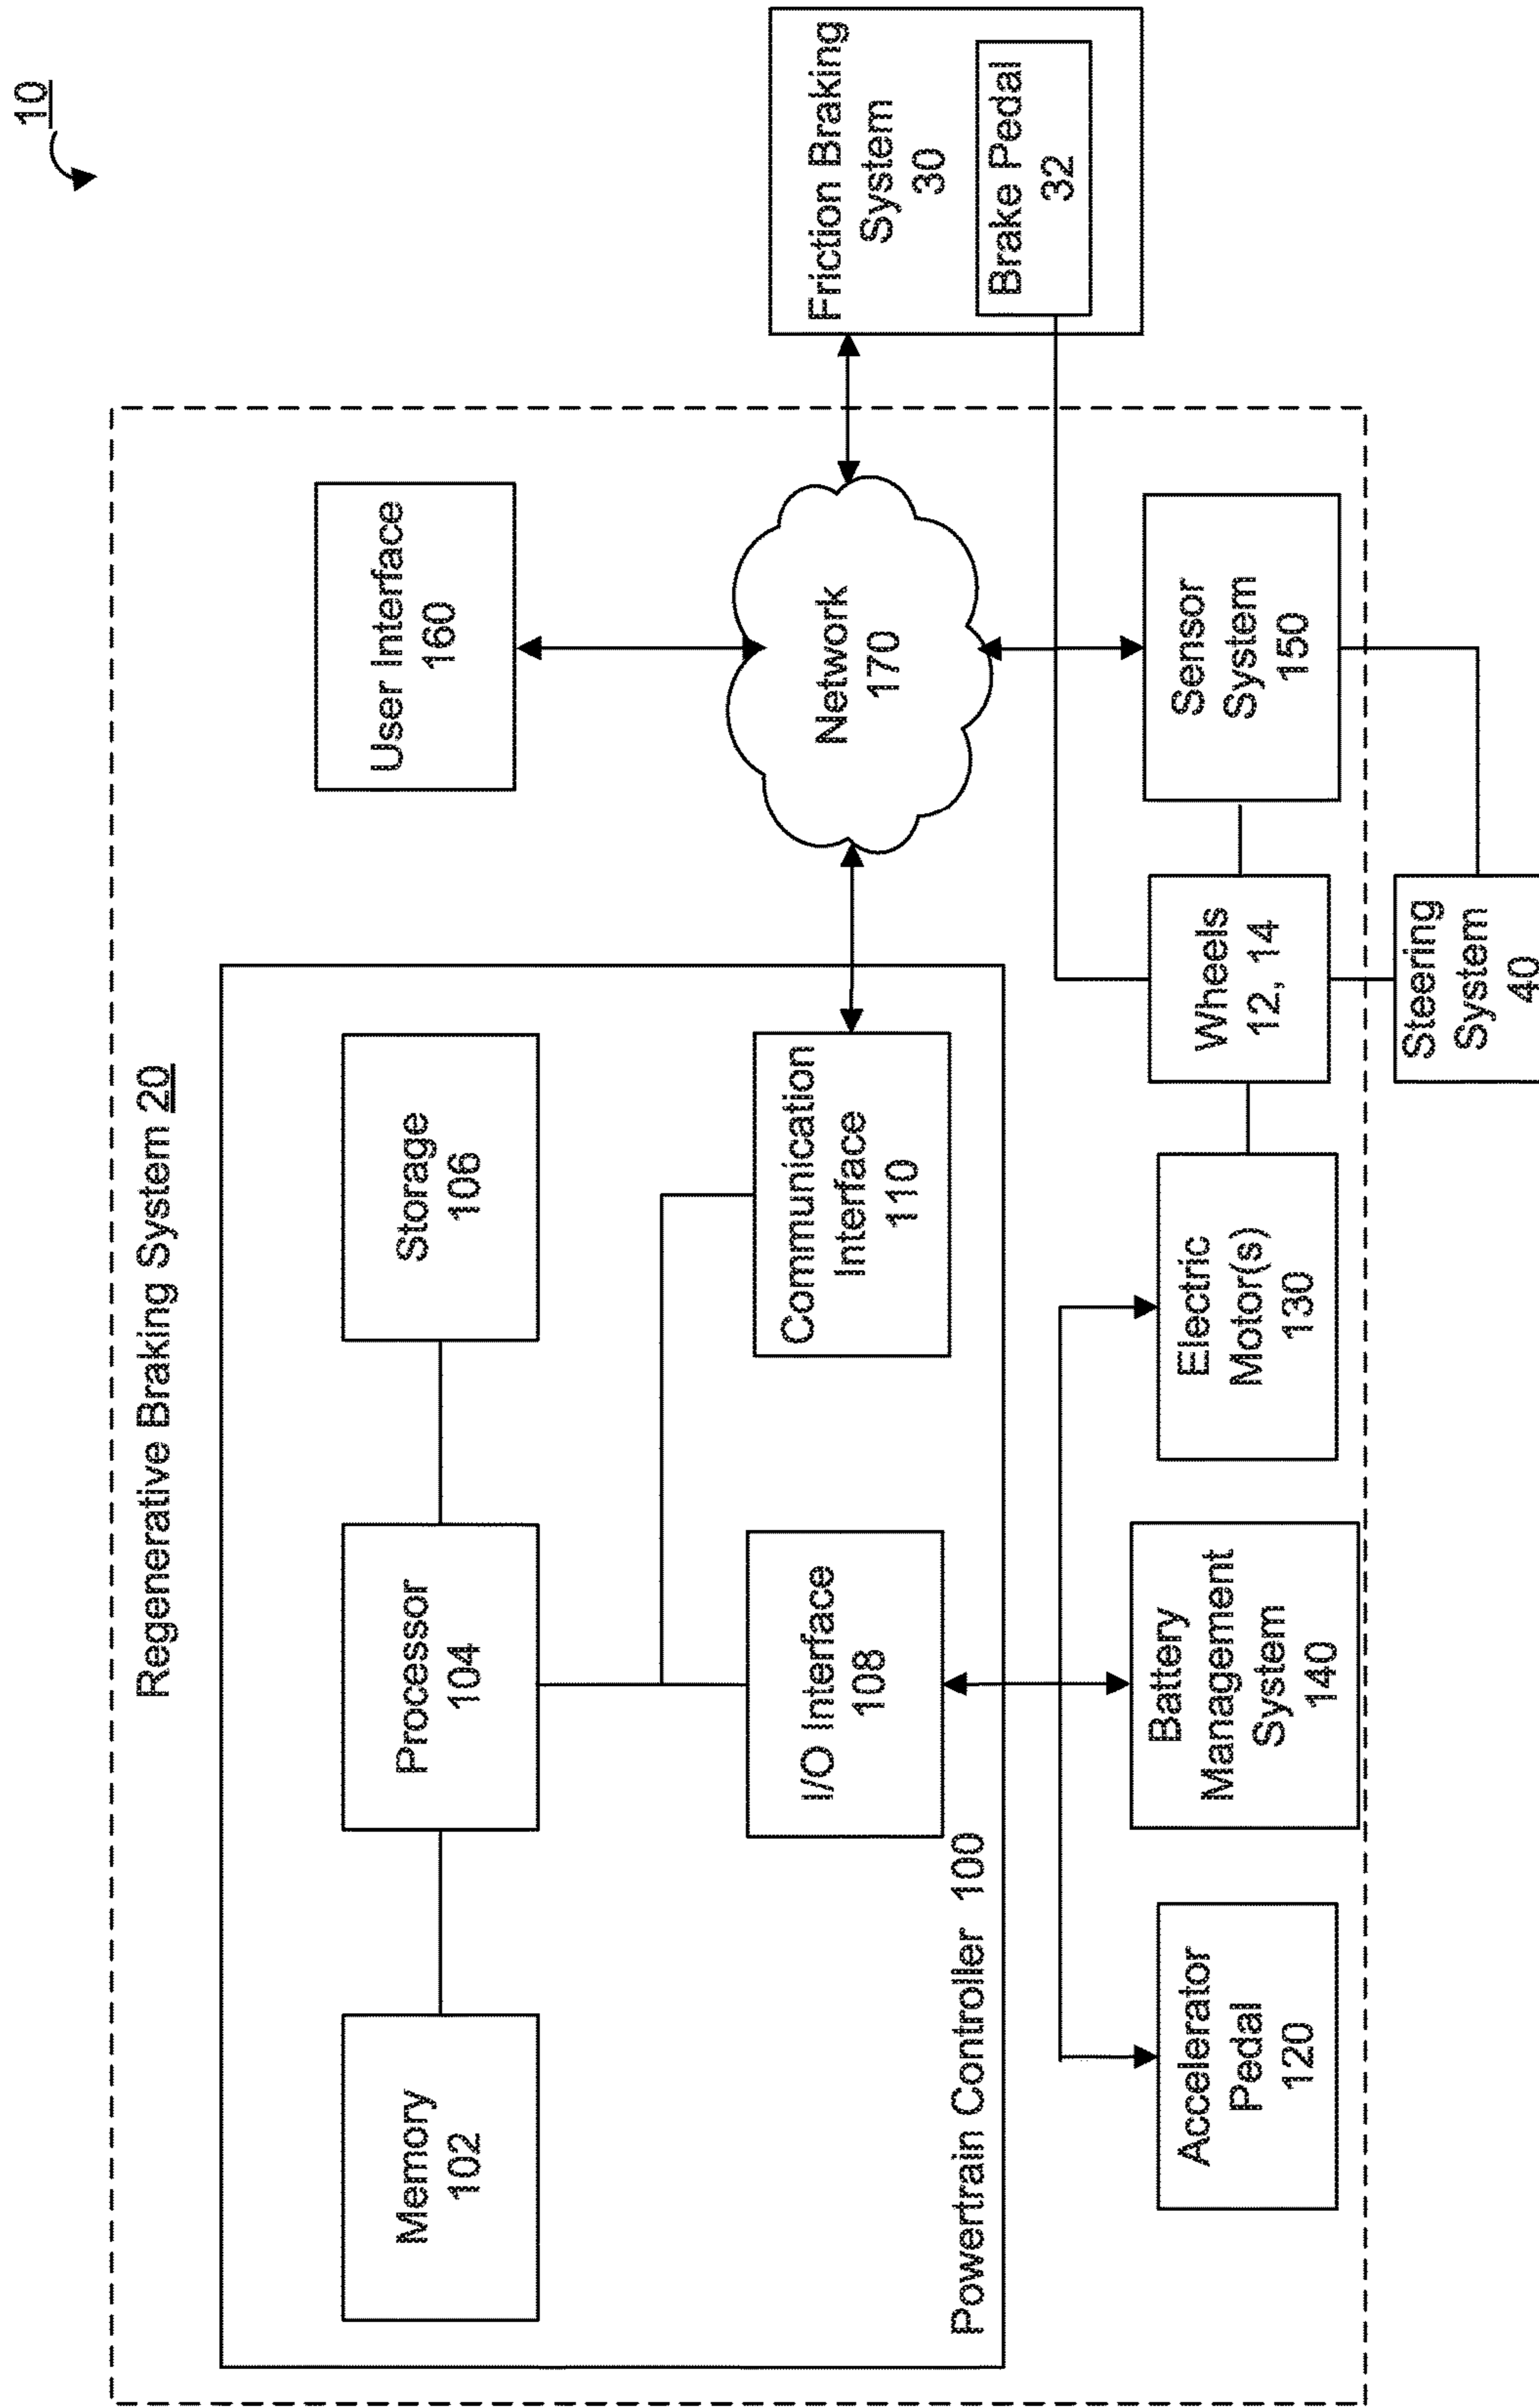 10
Regenerative Braking System 20
Memory
102
Processor
104
Storage
106
User Interface
160
I/O Interface
108
Communication
Interface
110
Powertrain Controller 100
Network
170
Friction Braking
System
30
Brake Pedal
32
Accelerator
Pedal
120
Battery
Management
System
140
Electric
Motor(s)
130
Wheels
12, 14
Sensor
System
150
Steering
System
40